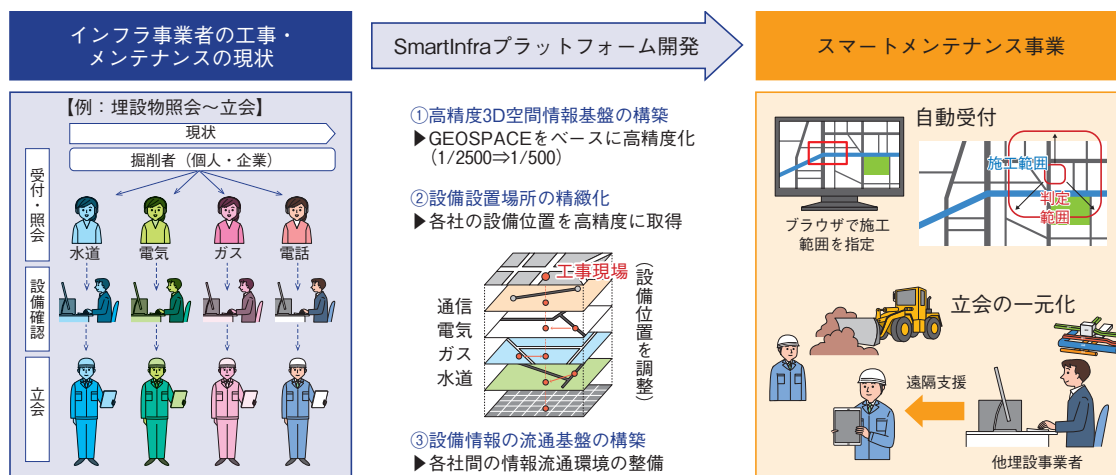 インフラ事業者の工事・
メンテナンスの現状
【例：埋設物照会～立会】
現状
掘削者（個人・企業）
受付・照会
水道
電気
ガス
電話
設備確認
立会
SmartInfraプラットフォーム開発
①高精度3D空間情報基盤の構築
▶GEOSPACEをベースに高精度化
（1/2500⇒1/500）
②設備設置場所の精緻化
▶各社の設備位置を高精度に取得
工事現場
通信
電気
ガス
水道
（設備位置を調整）
③設備情報の流通基盤の構築
▶各社間の情報流通環境の整備
スマートメンテナンス事業
自動受付
施工範囲
判定
範囲
ブラウザで施工
範囲を指定
立会の一元化
遠隔支援
他埋設事業者